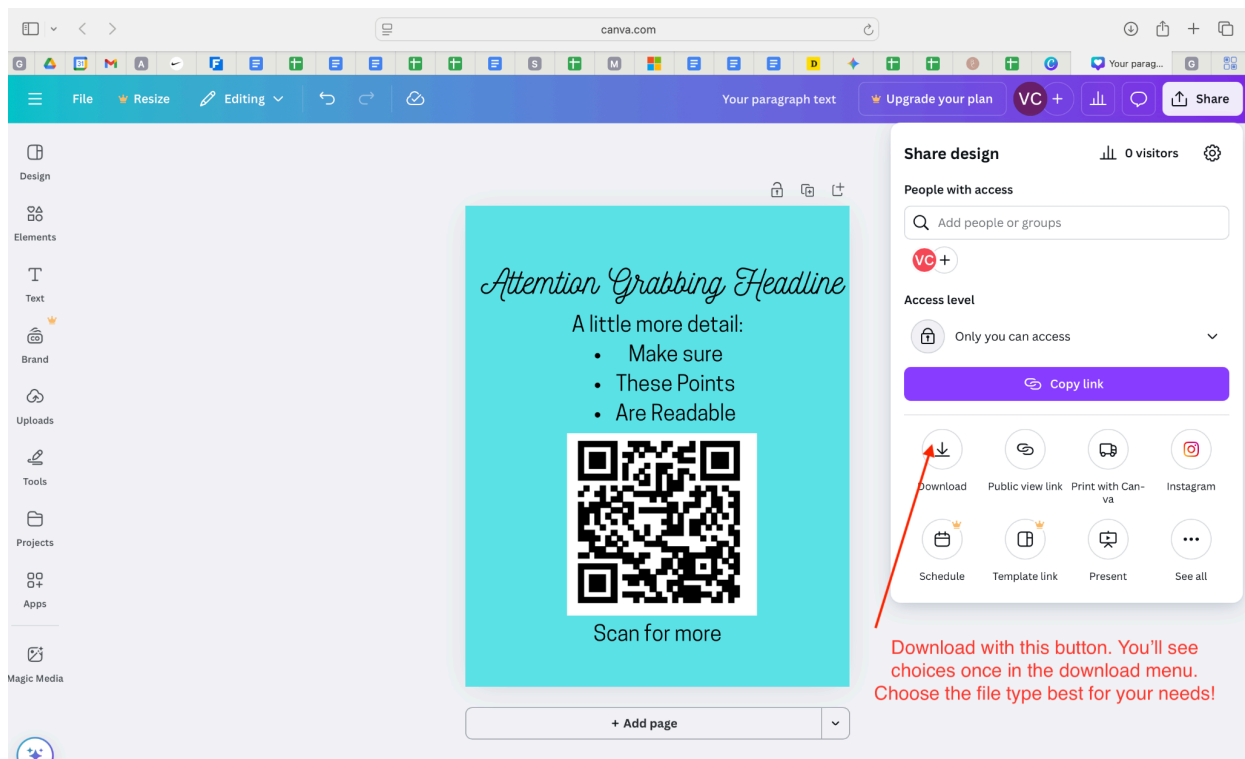 canva.com
Your parag...
File
Resize
Editing
Your paragraph text
Upgrade your plan
VC
+
Share
Design
Elements
Text
Brand
Uploads
Tools
Projects
Apps
Magic Media
Attemtion Grabbing Headline
A little more detail:
• Make sure
• These Points
• Are Readable
Scan for more
+ Add page
Share design
0 visitors
People with access
Add people or groups
VC
+
Access level
Only you can access
Copy link
Download
Public view link
Print with Can-
va
Instagram
Schedule
Template link
Present
See all
Download with this button. You'll see
choices once in the download menu.
Choose the file type best for your needs!